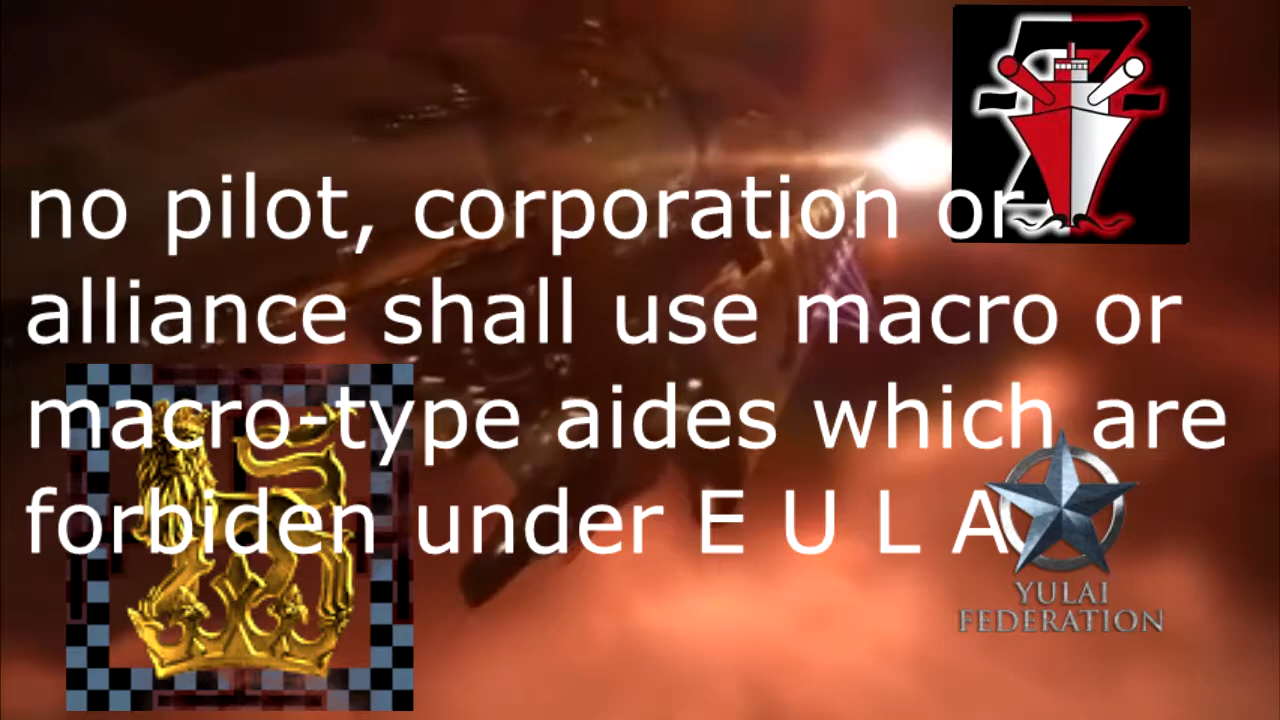 no pilot, corporation or
alliance shall use macro or
macro-type aides which are
forbiden under E U L A
YULAI
FEDERATION